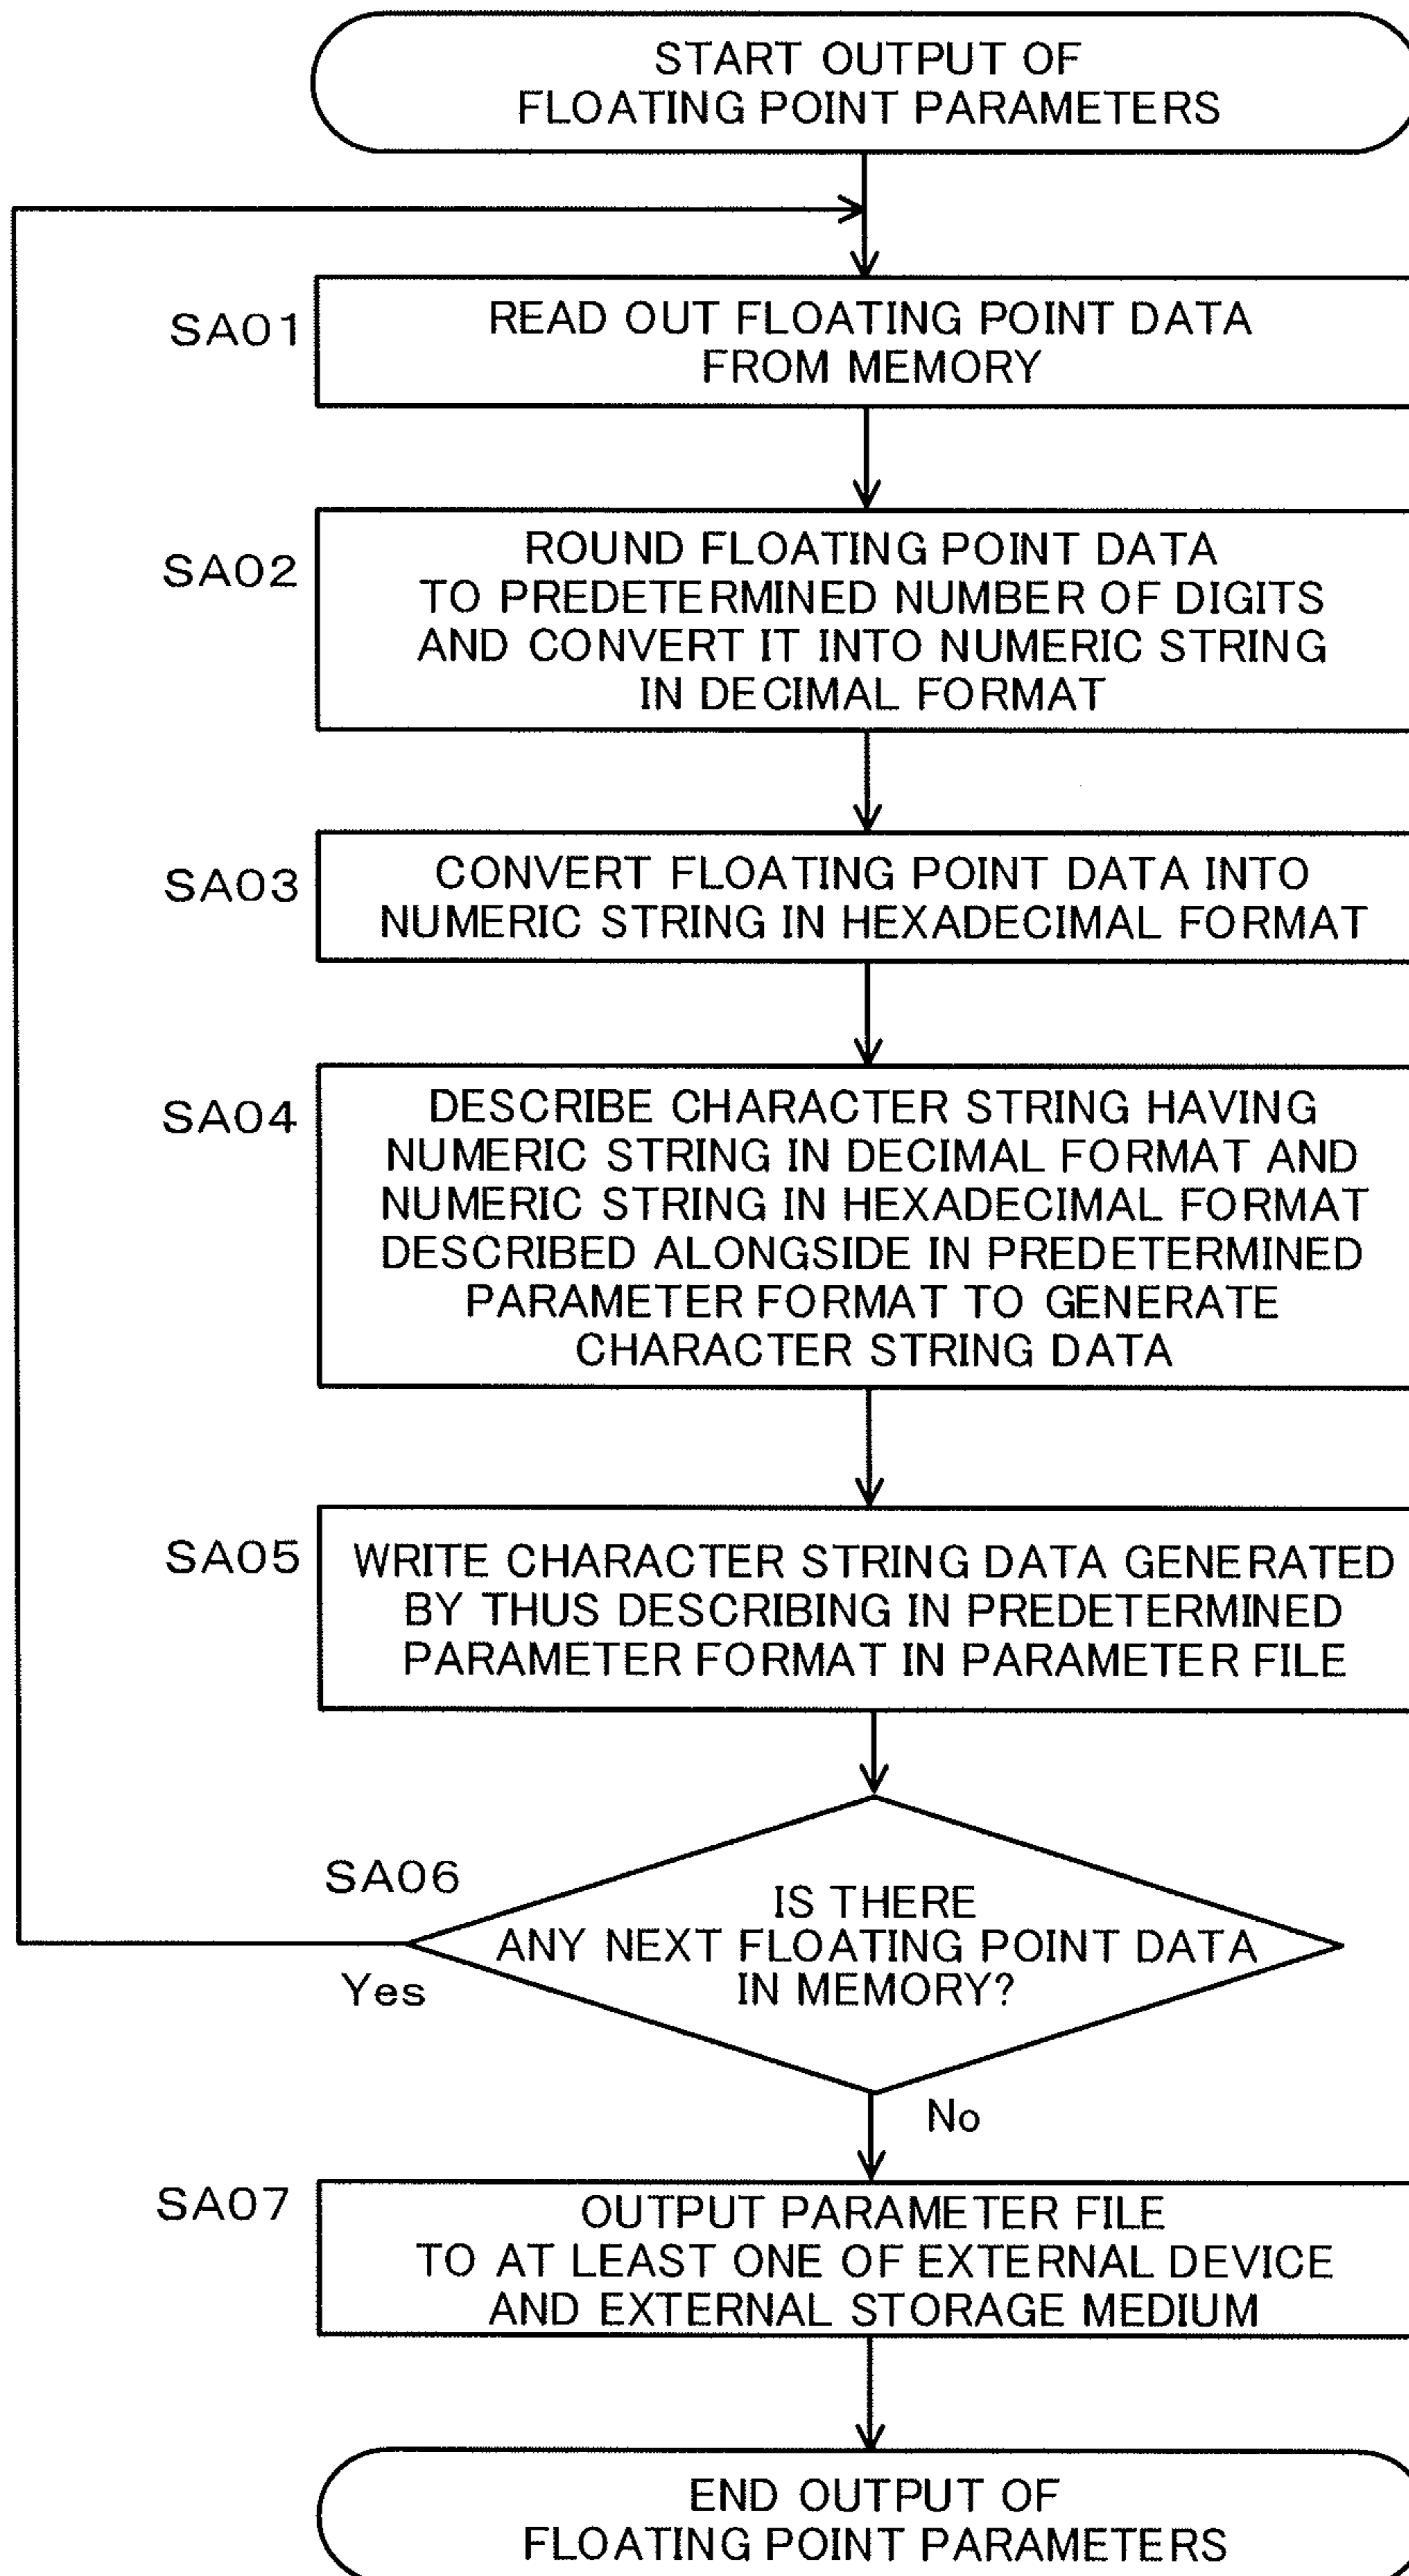 START OUTPUT OF
FLOATING POINT PARAMETERS
SA01
READ OUT FLOATING POINT DATA
FROM MEMORY
SA02
ROUND FLOATING POINT DATA
TO PREDETERMINED NUMBER OF DIGITS
AND CONVERT IT INTO NUMERIC STRING
IN DECIMAL FORMAT
SA03
CONVERT FLOATING POINT DATA INTO
NUMERIC STRING IN HEXADECIMAL FORMAT
SA04
DESCRIBE CHARACTER STRING HAVING
NUMERIC STRING IN DECIMAL FORMAT AND
NUMERIC STRING IN HEXADECIMAL FORMAT
DESCRIBED ALONGSIDE IN PREDETERMINED
PARAMETER FORMAT TO GENERATE
CHARACTER STRING DATA
SA05
WRITE CHARACTER STRING DATA GENERATED
BY THUS DESCRIBING IN PREDETERMINED
PARAMETER FORMAT IN PARAMETER FILE
SA06
IS THERE
ANY NEXT FLOATING POINT DATA
IN MEMORY?
Yes
No
SA07
OUTPUT PARAMETER FILE
TO AT LEAST ONE OF EXTERNAL DEVICE
AND EXTERNAL STORAGE MEDIUM
END OUTPUT OF
FLOATING POINT PARAMETERS